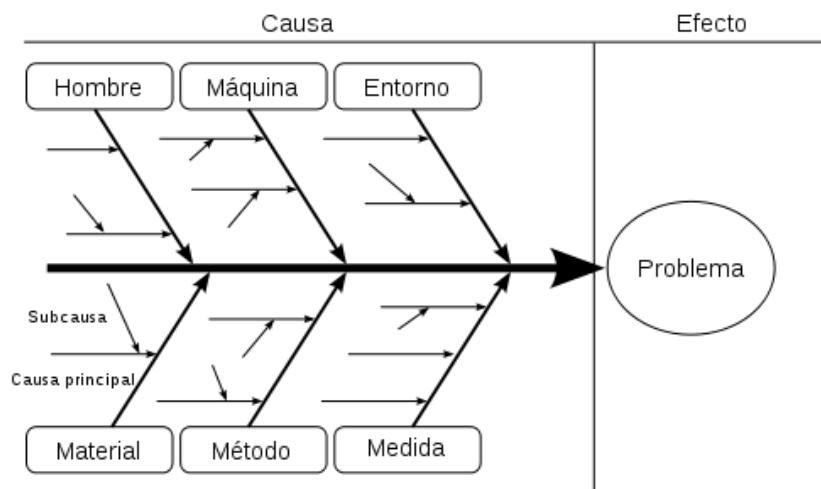 Causa
Efecto
Hombre
Máquina
Entorno
Problema
Subcausa
Causa principal
Material
Método
Medida